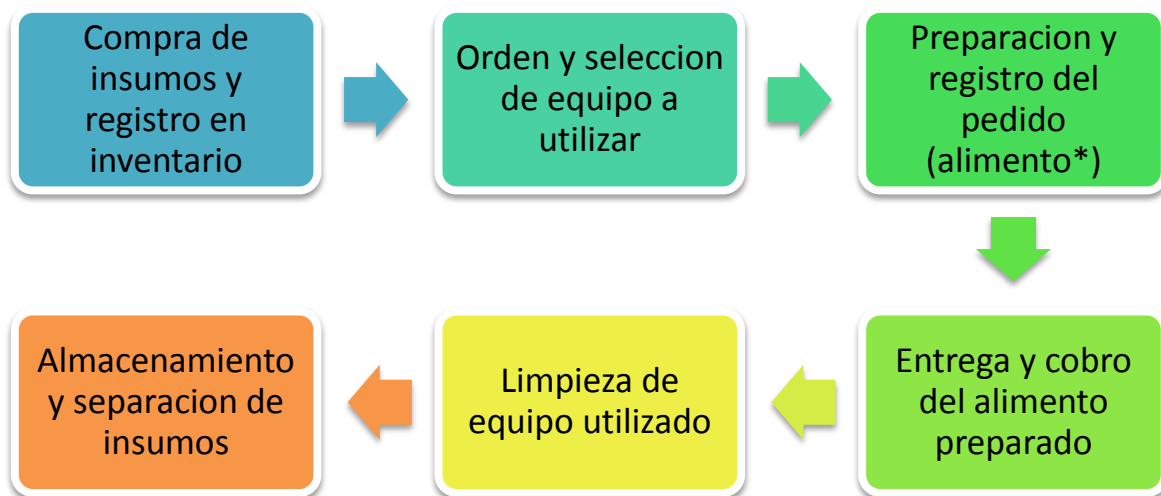 Compra de
insumos y
registro en
inventario
Orden y seleccion
de equipo a
utilizar
Preparacion y
registro del
pedido
(alimento*)
Entrega y cobro
del alimento
preparado
Limpieza de
equipo utilizado
Almacenamiento
y separacion de
insumos